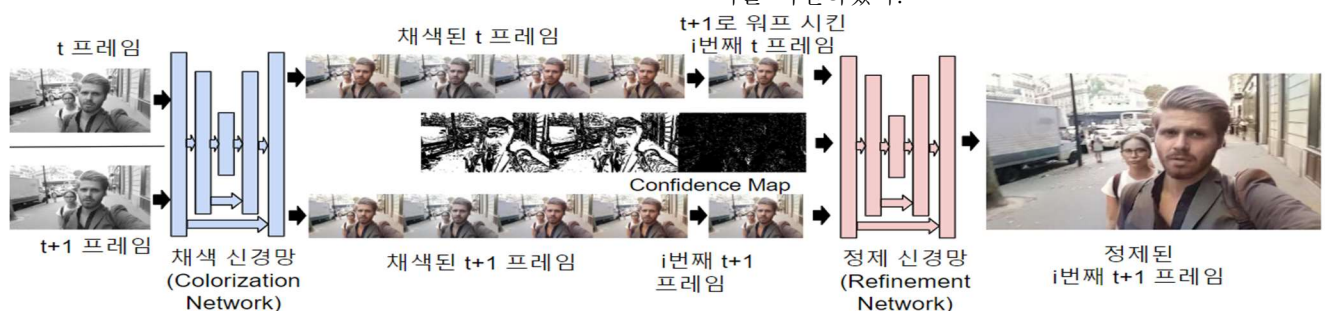 t 프레임
채색된 t 프레임
t+1로 워프 시킨
i번째 t 프레임
Confidence Map
t+1 프레임
채색 신경망
(Colorization
Network)
채색된 t+1 프레임
i번째 t+1
프레임
정제 신경망
(Refinement
Network)
정제된
i번째 t+1 프레임